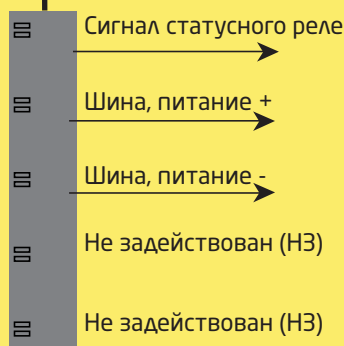 Сигнал статусного реле
Шина, питание +
Шина, питание -
Не задействован (НЗ)
Не задействован (НЗ)